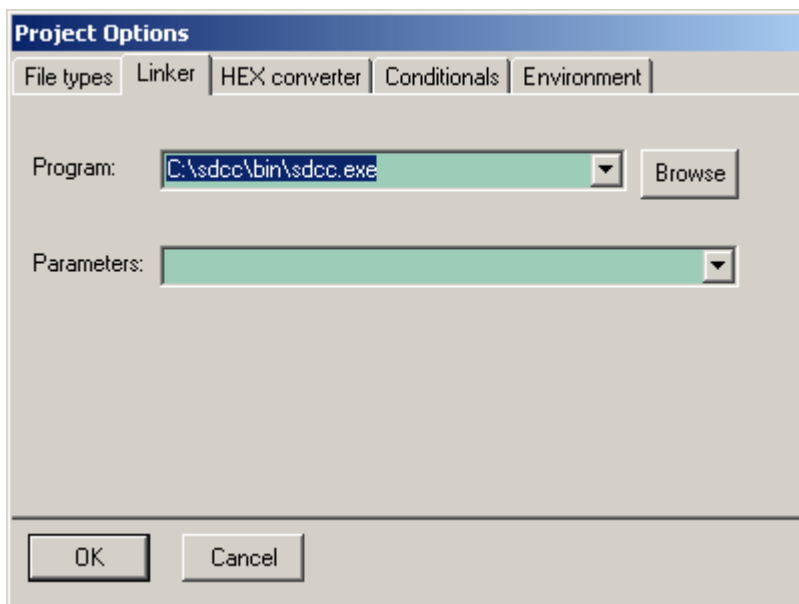 Project Options
File types Linker HEX converter Conditionals Environment
Program: C:\sdcc\bin\sdcc.exe Browse
Parameters:
OK Cancel